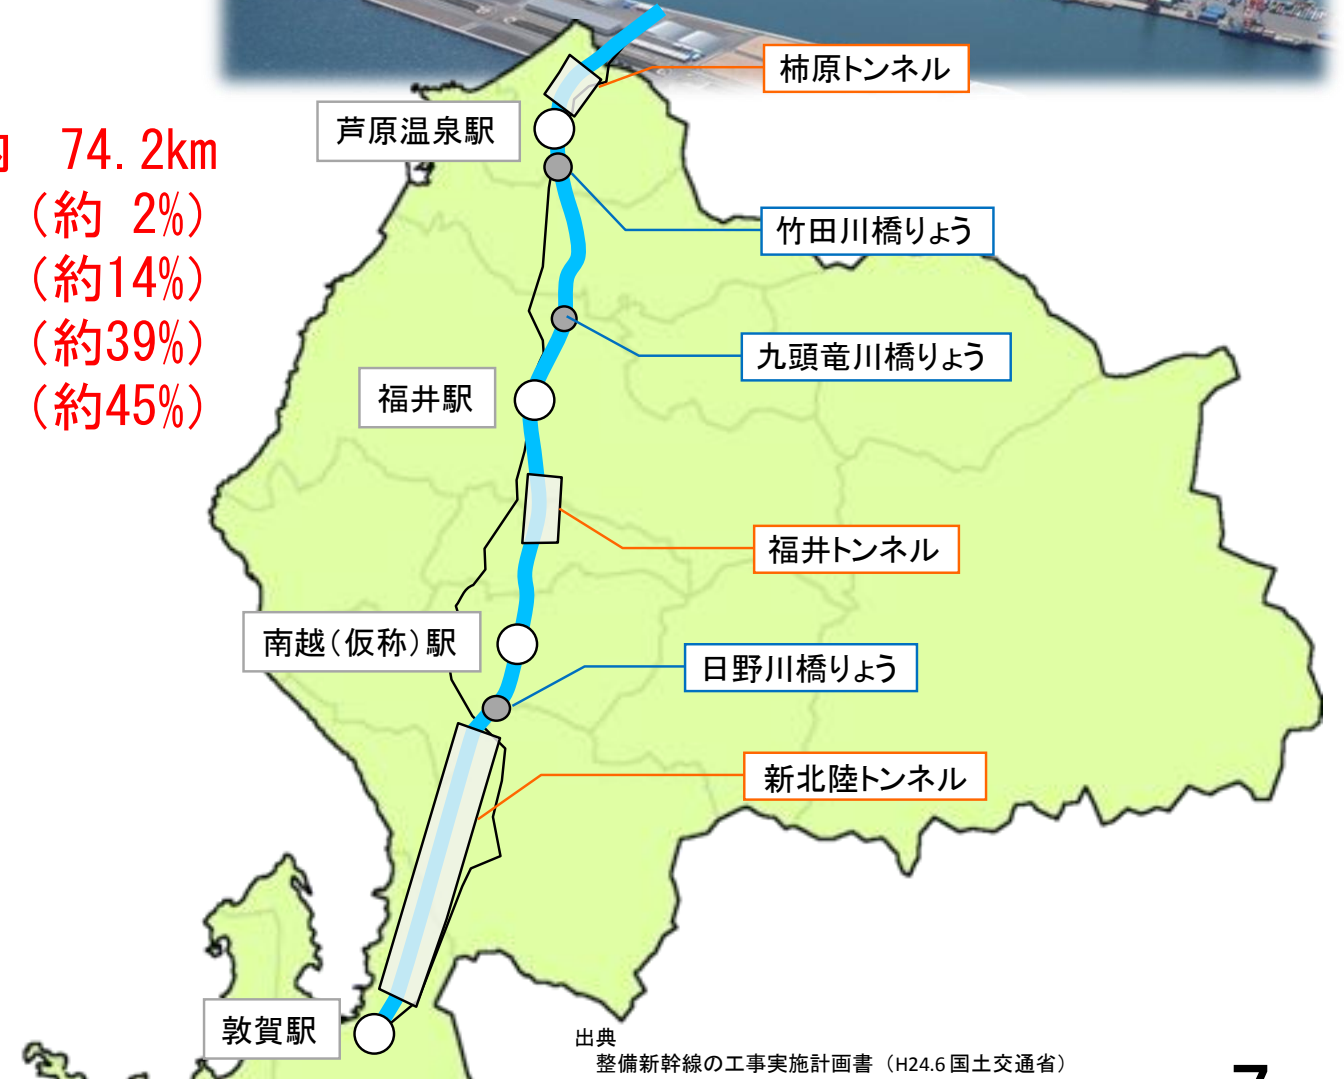 柿原トンネル
芦原温泉駅
74.2km
（約 2%）
竹田川橋りょう
（約14%）
（約39%）
九頭竜川橋りょう
（約45%）
福井駅
福井トンネル
南越（仮称）駅
日野川橋りょう
新北陸トンネル
敦賀駅
出典
整備新幹線の工事実施計画書（H24.6 国土交通省）